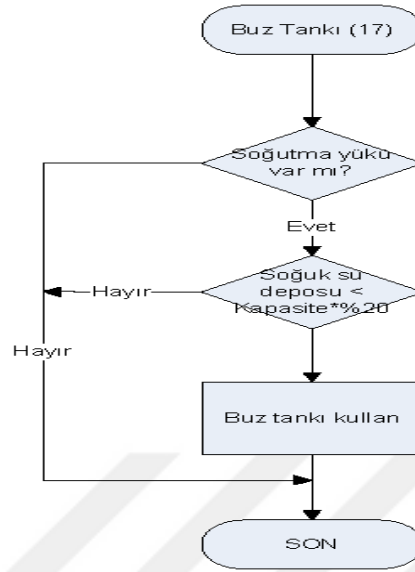 Buz Tankı (17)
Soğutma yükü
var mı?
Evet
Soğuk su
deposu <
Kapasite*%20
Hayır
Hayır
Buz tankı kullan
SON